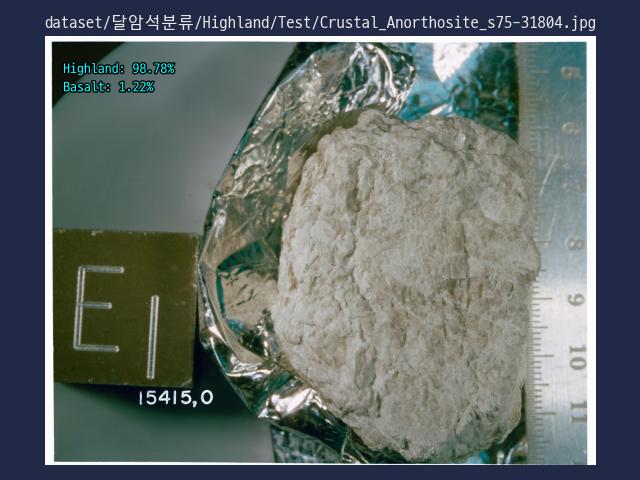 dataset/달암석분류/Highland/Test/Crustal_Anorthosite_s75-31804.jpg
Highland: 98.78%
Basalt: 1.22%
5
6
7
8
9
10
11
E1
15415,0